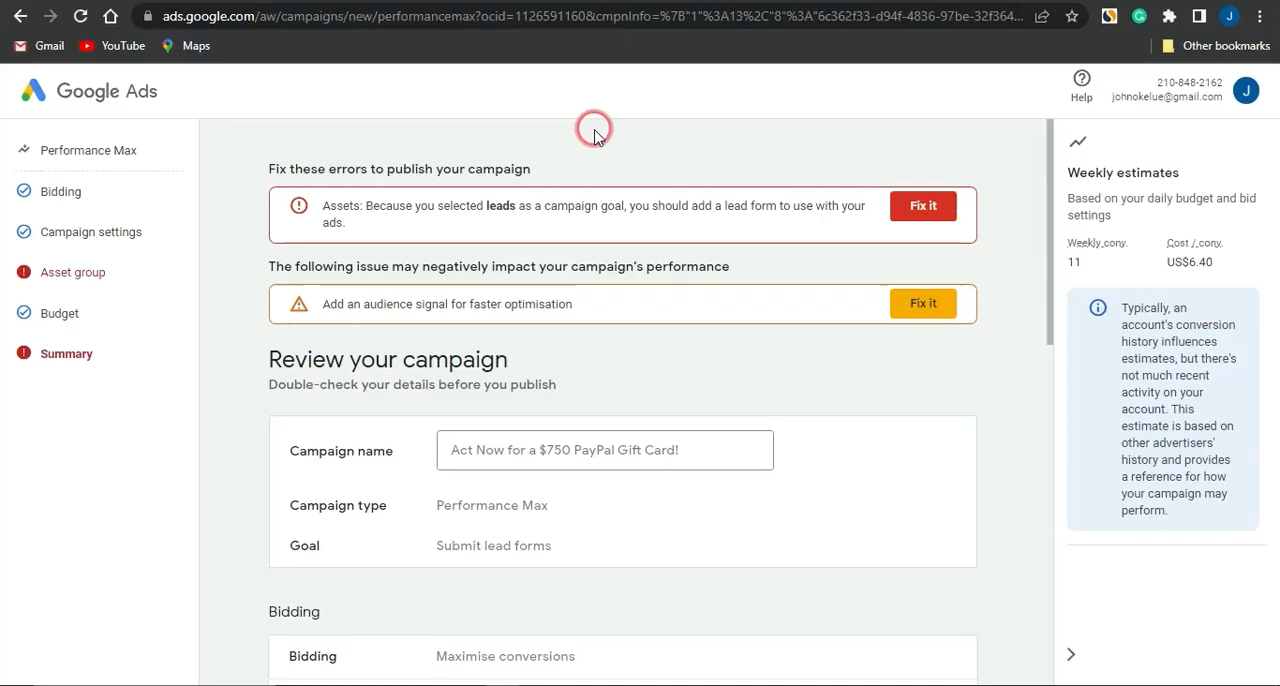 ads.google.com/aw/campaigns/new/performancemax?ocid=1126591160&cmpnInfo=%7B"1"%3A13%2C"8"%3A"6c362f33-d94f-4836-97be-32f364...
J
Gmail
YouTube
Maps
Other bookmarks
Google Ads
Help
210-848-2162
johnokelue@gmail.com
J
Performance Max
Bidding
Campaign settings
Asset group
Budget
Summary
Fix these errors to publish your campaign
Assets: Because you selected leads as a campaign goal, you should add a lead form to use with your
ads.
Fix it
The following issue may negatively impact your campaign's performance
Add an audience signal for faster optimisation
Fix it
Review your campaign
Double-check your details before you publish
Campaign name
Act Now for a $750 PayPal Gift Card!
Campaign type
Performance Max
Goal
Submit lead forms
Bidding
Bidding
Maximise conversions
Weekly estimates
Based on your daily budget and bid
settings
Weekly conv.
Cost / conv.
11
US$6.40
Typically, an
account's conversion
history influences
estimates, but there's
not much recent
activity on your
account. This
estimate is based on
other advertisers'
history and provides
a reference for how
your campaign may
perform.